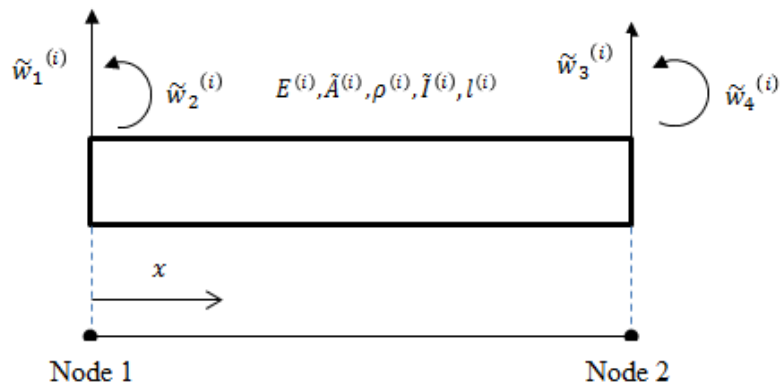 w̃₁⁽ⁱ⁾ w̃₂⁽ⁱ⁾ E⁽ⁱ⁾, Ã⁽ⁱ⁾, ρ⁽ⁱ⁾, Ĩ⁽ⁱ⁾, l⁽ⁱ⁾ w̃₃⁽ⁱ⁾ w̃₄⁽ⁱ⁾
x
Node 1 Node 2